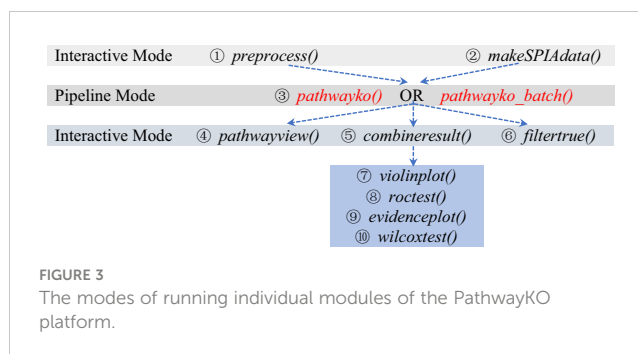 Interactive Mode ① preprocess() ② makeSPIAdata()
Pipeline Mode ③ pathwayko() OR pathwayko_batch()
Interactive Mode ④ pathwayview() ⑤ combineresult() ⑥ filtertrue()
⑦ violinplot()
⑧ roctest()
⑨ evidenceplot()
⑩ wilcoxtest()
FIGURE 3
The modes of running individual modules of the PathwayKO
platform.